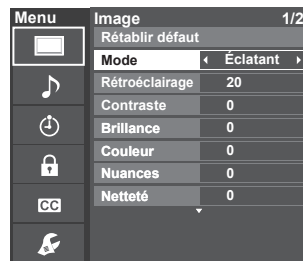 Menu
Image 1/2
Rétablir défaut
Mode Éclatant
Rétroéclairage 20
Contraste 0
Brillance 0
Couleur 0
Nuances 0
Netteté 0
CC